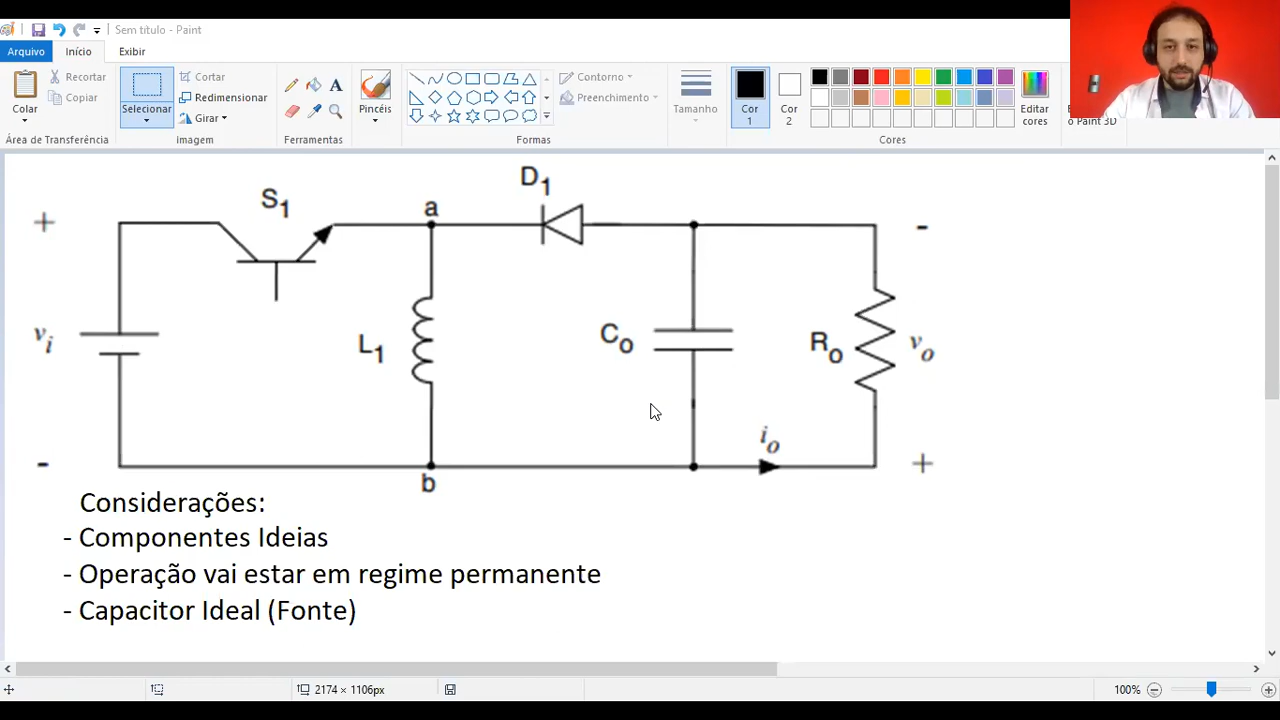 Sem título - Paint
Arquivo Início Exibir
Colar
Recortar
Copiar
Área de Transferência
Selecionar
Cortar
Redimensionar
Girar
Imagem
Ferramentas
Pincéis
Contorno
Preenchimento
Formas
Tamanho
Cor 1
Cor 2
Editar cores
Cores
o Paint 3D
+ S1 a D1 -
vi L1 Co Ro vo
io
- b +
Considerações:
- Componentes Ideias
- Operação vai estar em regime permanente
- Capacitor Ideal (Fonte)
2174 × 1106px 100%